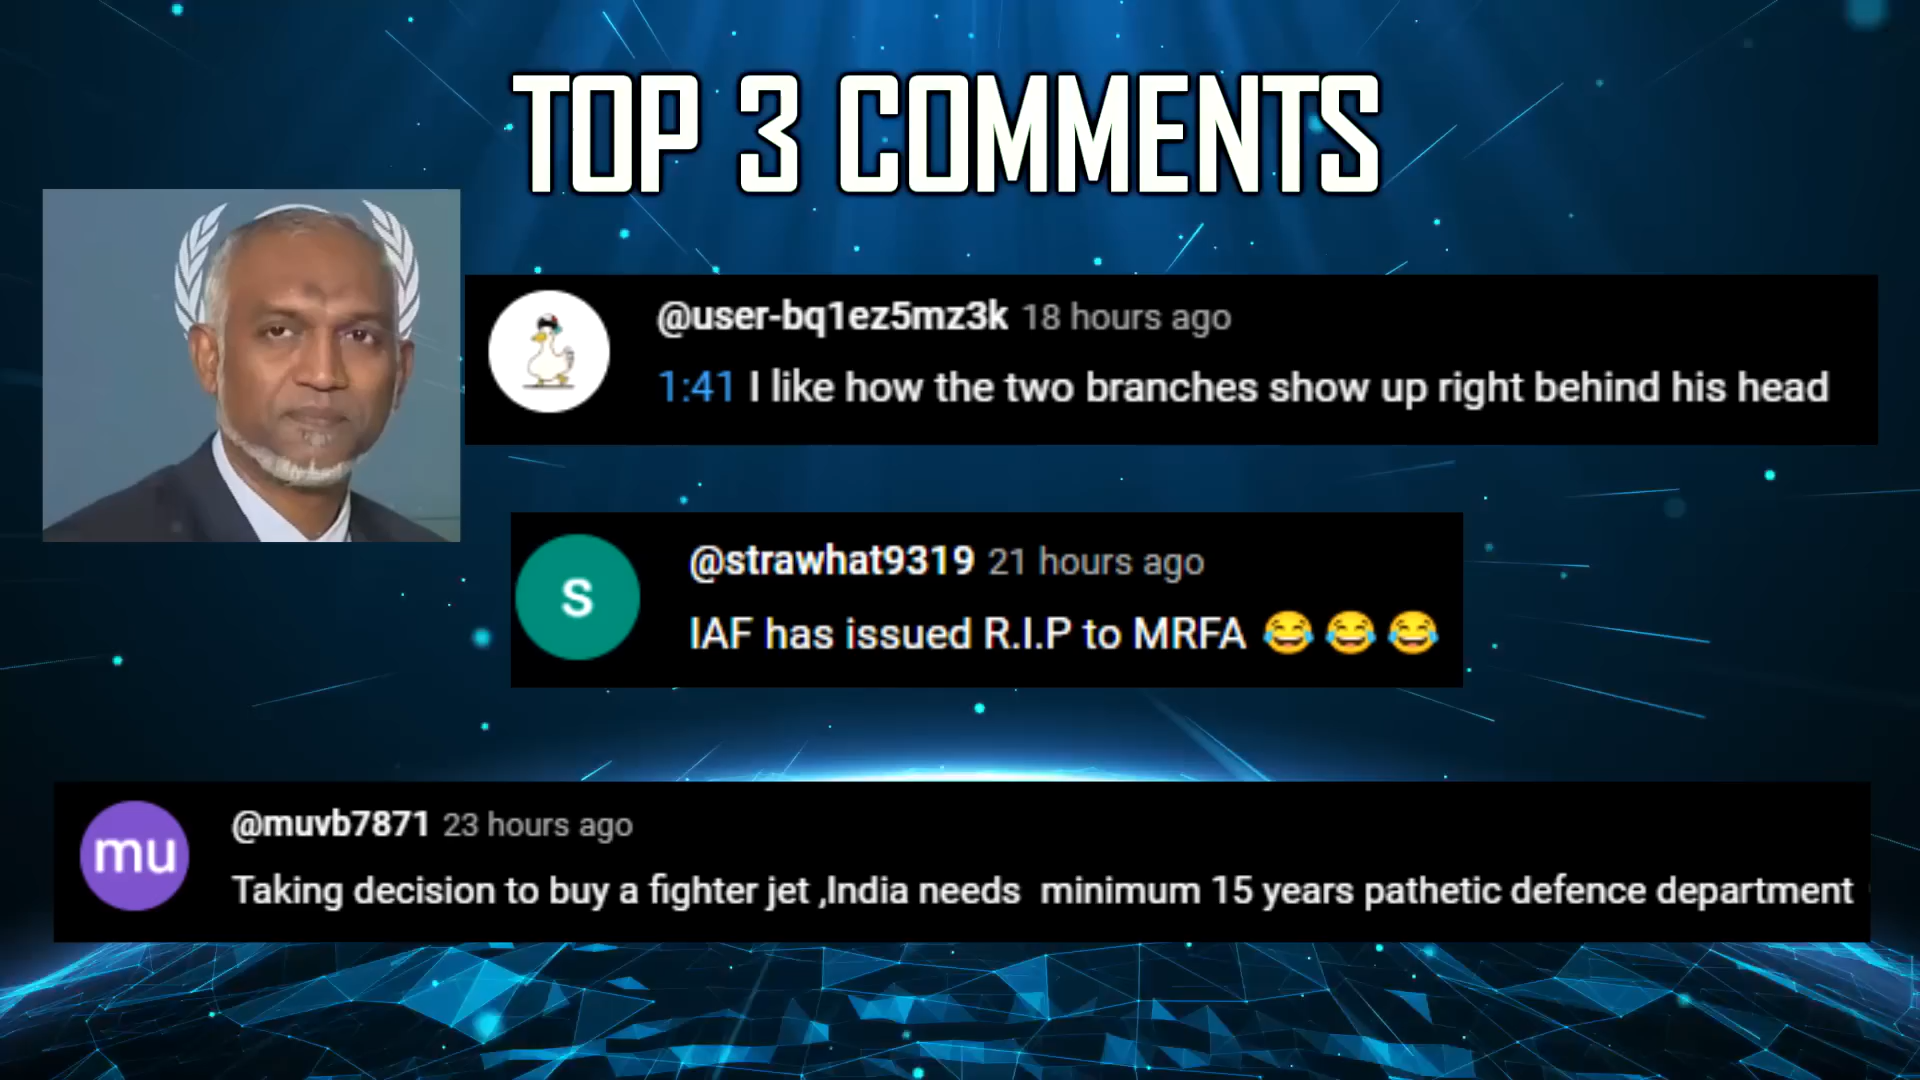 TOP 3 COMMENTS
@user-bq1ez5mz3k 18 hours ago
1:41 I like how the two branches show up right behind his head
S
@strawhat9319 21 hours ago
IAF has issued R.I.P to MRFA 😂 😂 😂
mu
@muvb7871 23 hours ago
Taking decision to buy a fighter jet ,India needs  minimum 15 years pathetic defence department